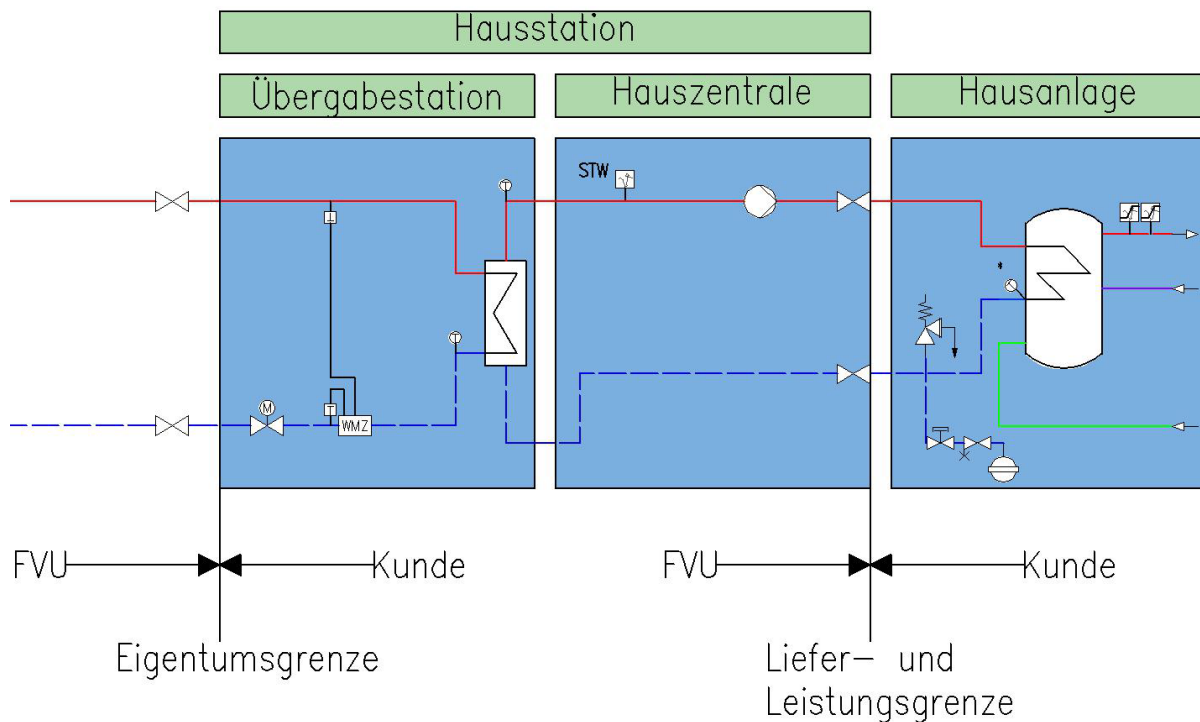 Hausstation
Übergabestation
Hauszentrale
Hausanlage
STW
T
T
*
T
M
T
WMZ
FVU
Kunde
FVU
Kunde
Eigentumsgrenze
Liefer- und
Leistungsgrenze